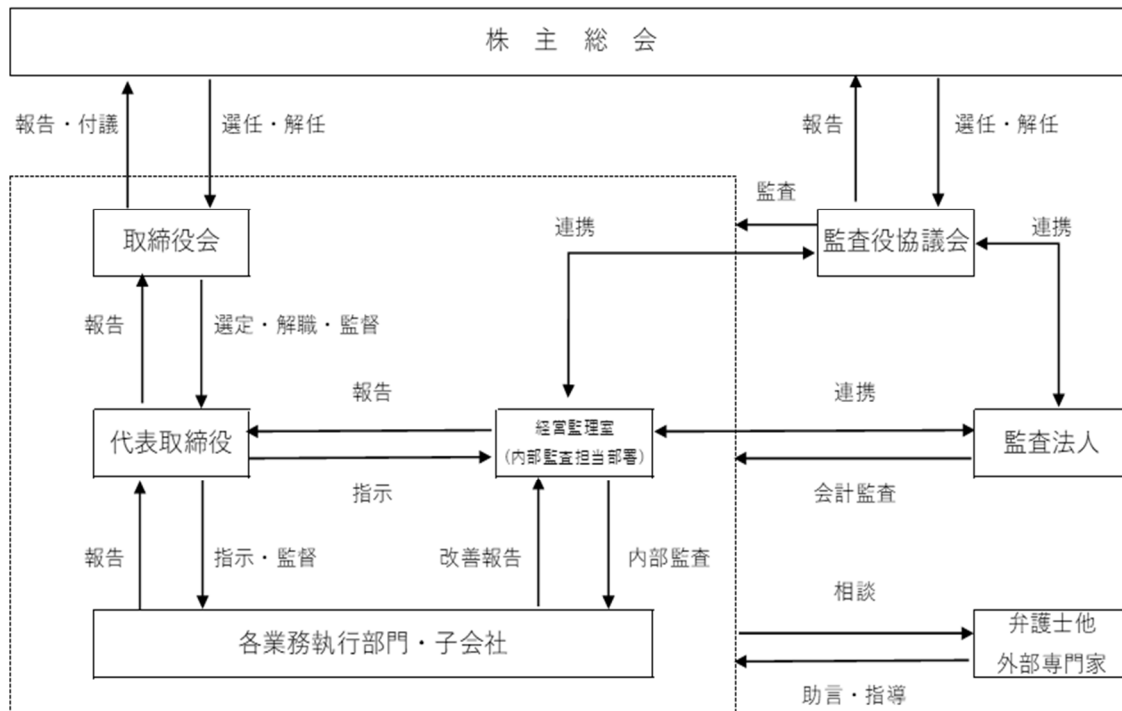 株 主 総 会
報告・付議
選任・解任
報告
選任・解任
監査
取締役会
連携
監査役協議会
連携
報告
選定・解職・監督
報告
連携
代表取締役
経営監理室
(内部監査担当部署)
監査法人
指示
会計監査
報告
指示・監督
改善報告
内部監査
相談
各業務執行部門・子会社
弁護士他
外部専門家
助言・指導